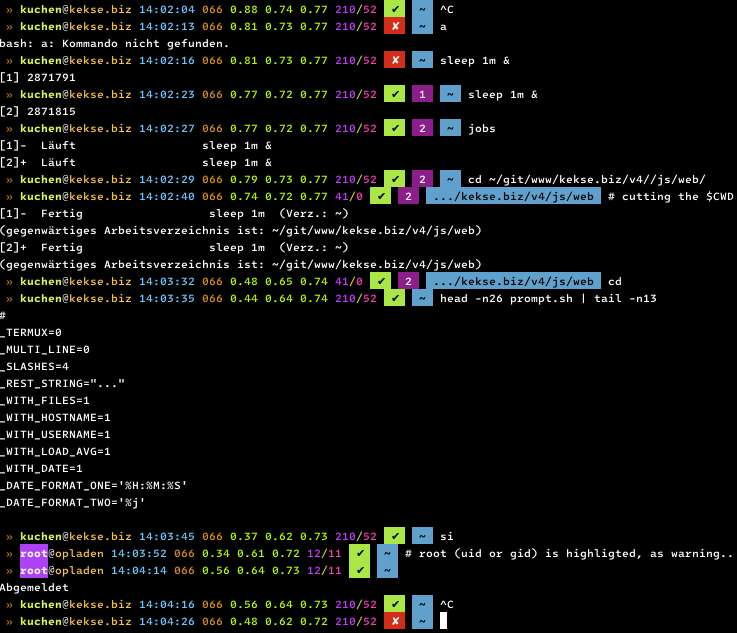 » kuchen@kekse.biz 14:02:04 066 0.88 0.74 0.77 210/52 ✔ ~ ^C
» kuchen@kekse.biz 14:02:13 066 0.81 0.73 0.77 210/52 ✘ ~ a
bash: a: Kommando nicht gefunden.
» kuchen@kekse.biz 14:02:16 066 0.81 0.73 0.77 210/52 ✘ ~ sleep 1m &
[1] 2871791
» kuchen@kekse.biz 14:02:23 066 0.77 0.72 0.77 210/52 ✔ 1 ~ sleep 1m &
[2] 2871815
» kuchen@kekse.biz 14:02:27 066 0.77 0.72 0.77 210/52 ✔ 2 ~ jobs
[1]- Läuft sleep 1m &
[2]+ Läuft sleep 1m &
» kuchen@kekse.biz 14:02:29 066 0.79 0.73 0.77 210/52 ✔ 2 ~ cd ~/git/www/kekse.biz/v4//js/web/
» kuchen@kekse.biz 14:02:40 066 0.74 0.72 0.77 41/0 ✔ 2 .../kekse.biz/v4/js/web # cutting the $CWD
[1]- Fertig sleep 1m (Verz.: ~)
(gegenwärtiges Arbeitsverzeichnis ist: ~/git/www/kekse.biz/v4/js/web)
[2]+ Fertig sleep 1m (Verz.: ~)
(gegenwärtiges Arbeitsverzeichnis ist: ~/git/www/kekse.biz/v4/js/web)
» kuchen@kekse.biz 14:03:32 066 0.48 0.65 0.74 41/0 ✔ 2 .../kekse.biz/v4/js/web cd
» kuchen@kekse.biz 14:03:35 066 0.44 0.64 0.74 210/52 ✔ ~ head -n26 prompt.sh | tail -n13
#
_TERMUX=0
_MULTI_LINE=0
_SLASHES=4
_REST_STRING="..."
_WITH_FILES=1
_WITH_HOSTNAME=1
_WITH_USERNAME=1
_WITH_LOAD_AVG=1
_WITH_DATE=1
_DATE_FORMAT_ONE='%H:%M:%S'
_DATE_FORMAT_TWO='%j'
» kuchen@kekse.biz 14:03:45 066 0.37 0.62 0.73 210/52 ✔ ~ si
» root@opladen 14:03:52 066 0.34 0.61 0.72 12/11 ✔ ~ # root (uid or gid) is highligted, as warning..
» root@opladen 14:04:14 066 0.56 0.64 0.73 12/11 ✔ ~
Abgemeldet
» kuchen@kekse.biz 14:04:16 066 0.56 0.64 0.73 210/52 ✔ ~ ^C
» kuchen@kekse.biz 14:04:26 066 0.48 0.62 0.72 210/52 ✘ ~